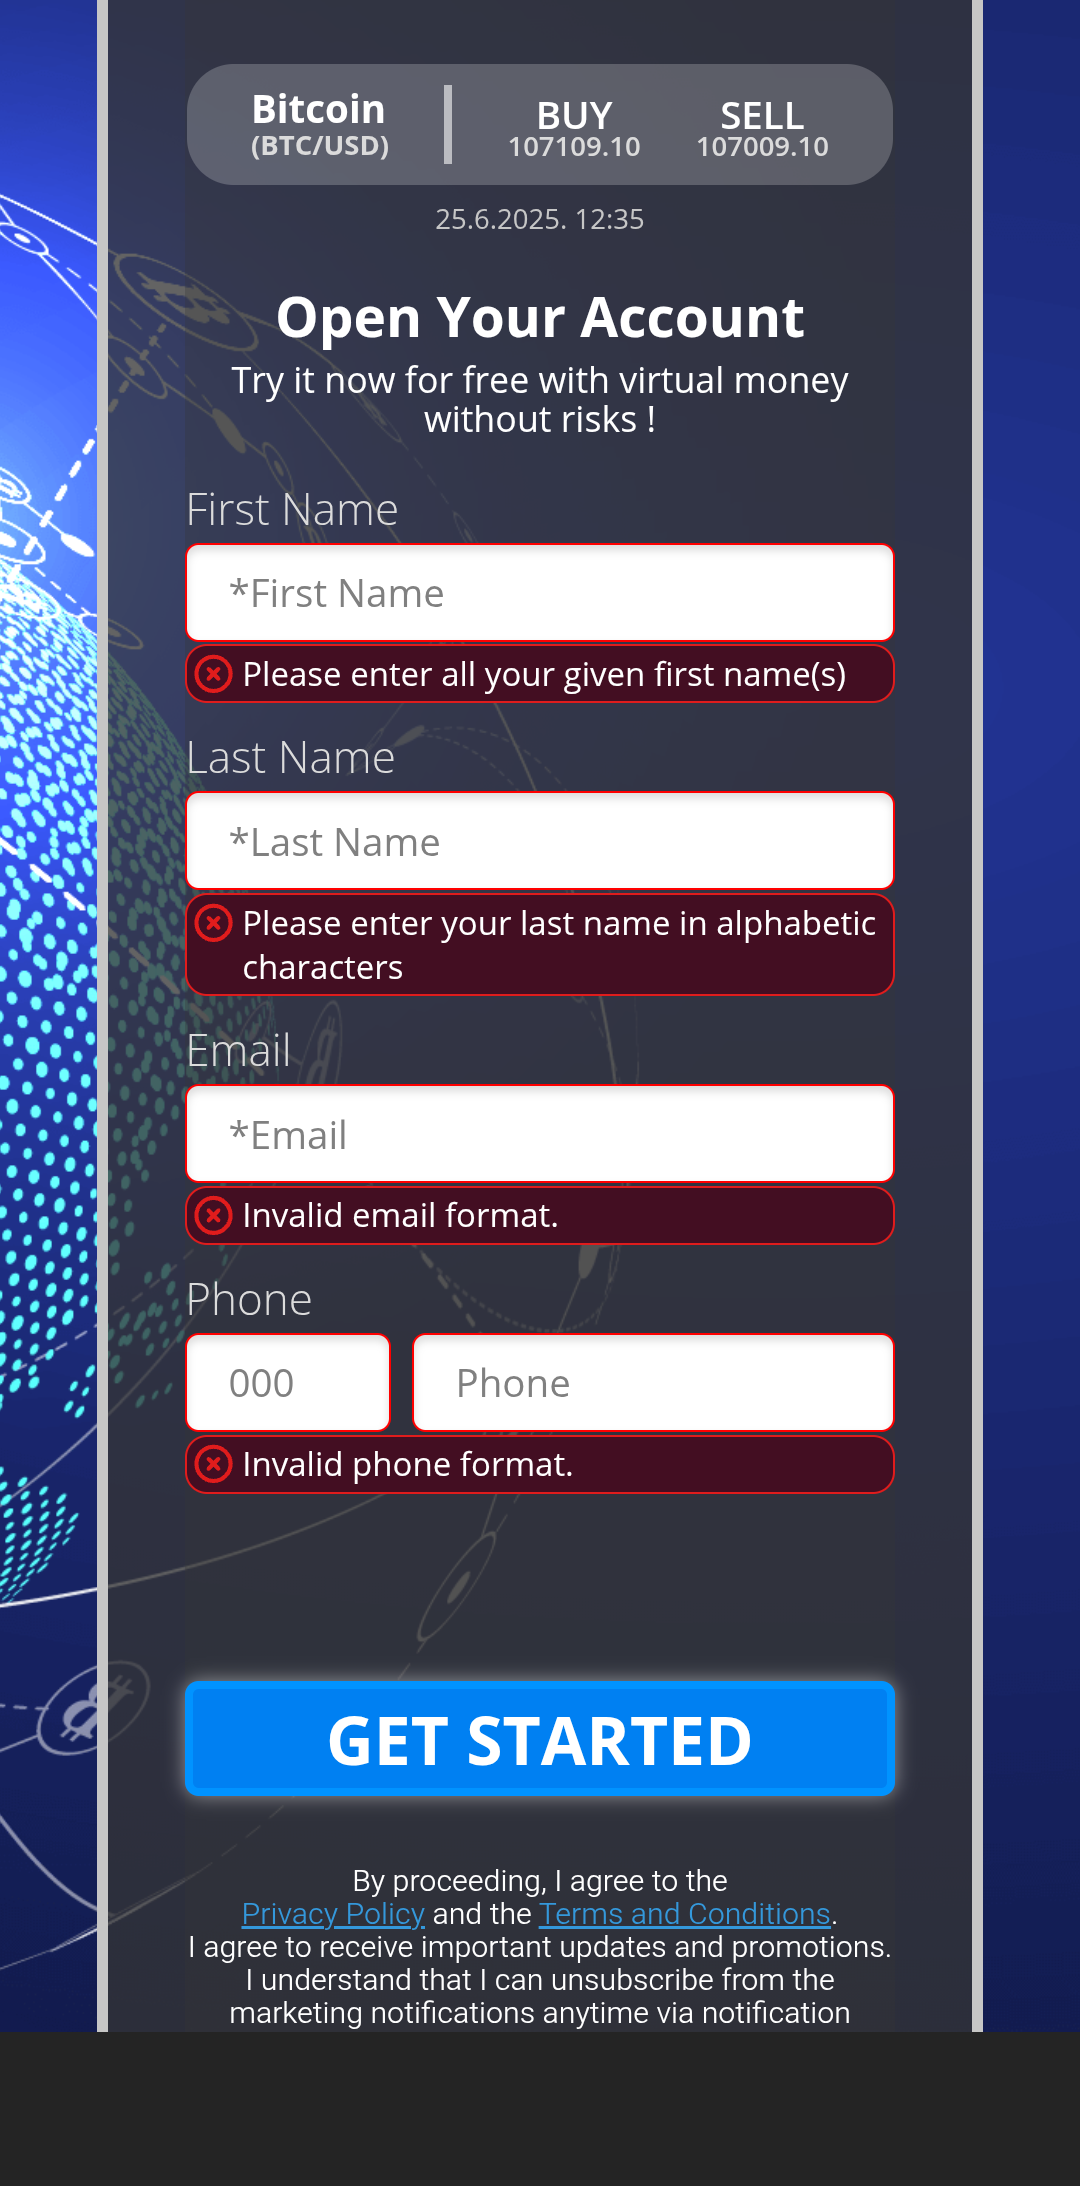 Bitcoin
(BTC/USD)
BUY
107109.10
SELL
107009.10
25.6.2025. 12:35
Open Your Account
Try it now for free with virtual money
without risks !
First Name
*First Name
Please enter all your given first name(s)
Last Name
*Last Name
Please enter your last name in alphabetic
characters
Email
*Email
Invalid email format.
Phone
000
Phone
Invalid phone format.
GET STARTED
By proceeding, I agree to the
Privacy Policy and the Terms and Conditions.
I agree to receive important updates and promotions.
I understand that I can unsubscribe from the
marketing notifications anytime via notification